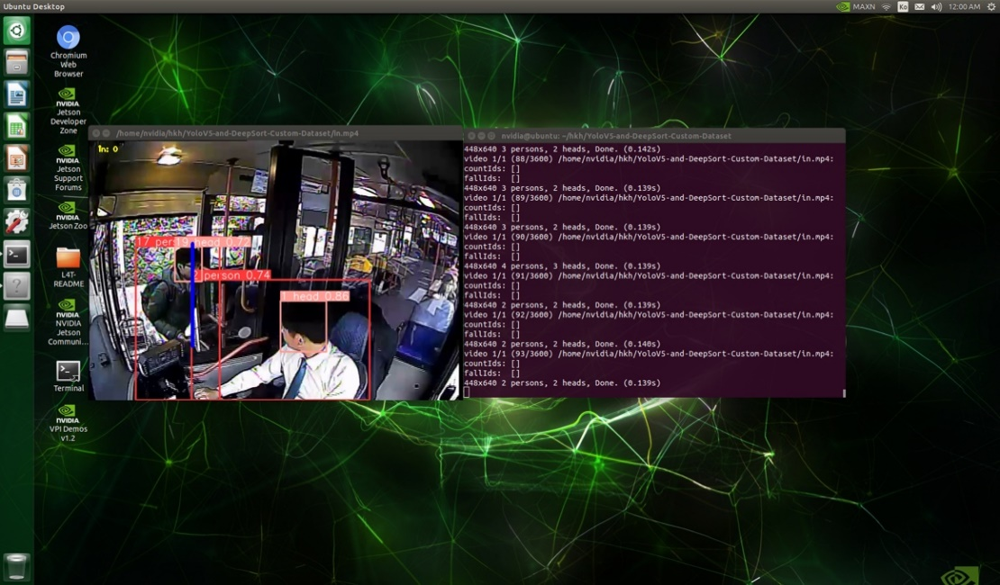 Ubuntu Desktop
MAXN
Ko
12:00 AM
Chromium
Web
Browser
NVIDIA.
Jetson
Developer
Zone
NVIDIA.
Jetson
Support
Forums
NVIDIA.
Jetson Zoo
L4T-
README
NVIDIA.
NVIDIA
Jetson
Communi...
Terminal
NVIDIA.
VPI Demos
v1.2
/home/nvidia/hkh/YoloV5-and-DeepSort-Custom-Dataset/in.mp4
In: 0
17 per
19 head 0.72
2 person 0.74
1 head 0.86
nvidia@ubuntu: ~/hkh/YoloV5-and-DeepSort-Custom-Dataset
448x640 3 persons, 2 heads, Done. (0.142s)
video 1/1 (88/3600) /home/nvidia/hkh/YoloV5-and-DeepSort-Custom-Dataset/in.mp4:
countIds: []
fallIds: []
448x640 3 persons, 2 heads, Done. (0.139s)
video 1/1 (89/3600) /home/nvidia/hkh/YoloV5-and-DeepSort-Custom-Dataset/in.mp4:
countIds: []
fallIds: []
448x640 3 persons, 2 heads, Done. (0.139s)
video 1/1 (90/3600) /home/nvidia/hkh/YoloV5-and-DeepSort-Custom-Dataset/in.mp4:
countIds: []
fallIds: []
448x640 4 persons, 3 heads, Done. (0.139s)
video 1/1 (91/3600) /home/nvidia/hkh/YoloV5-and-DeepSort-Custom-Dataset/in.mp4:
countIds: []
fallIds: []
448x640 2 persons, 2 heads, Done. (0.139s)
video 1/1 (92/3600) /home/nvidia/hkh/YoloV5-and-DeepSort-Custom-Dataset/in.mp4:
countIds: []
fallIds: []
448x640 2 persons, 2 heads, Done. (0.140s)
video 1/1 (93/3600) /home/nvidia/hkh/YoloV5-and-DeepSort-Custom-Dataset/in.mp4:
countIds: []
fallIds: []
448x640 2 persons, 2 heads, Done. (0.139s)